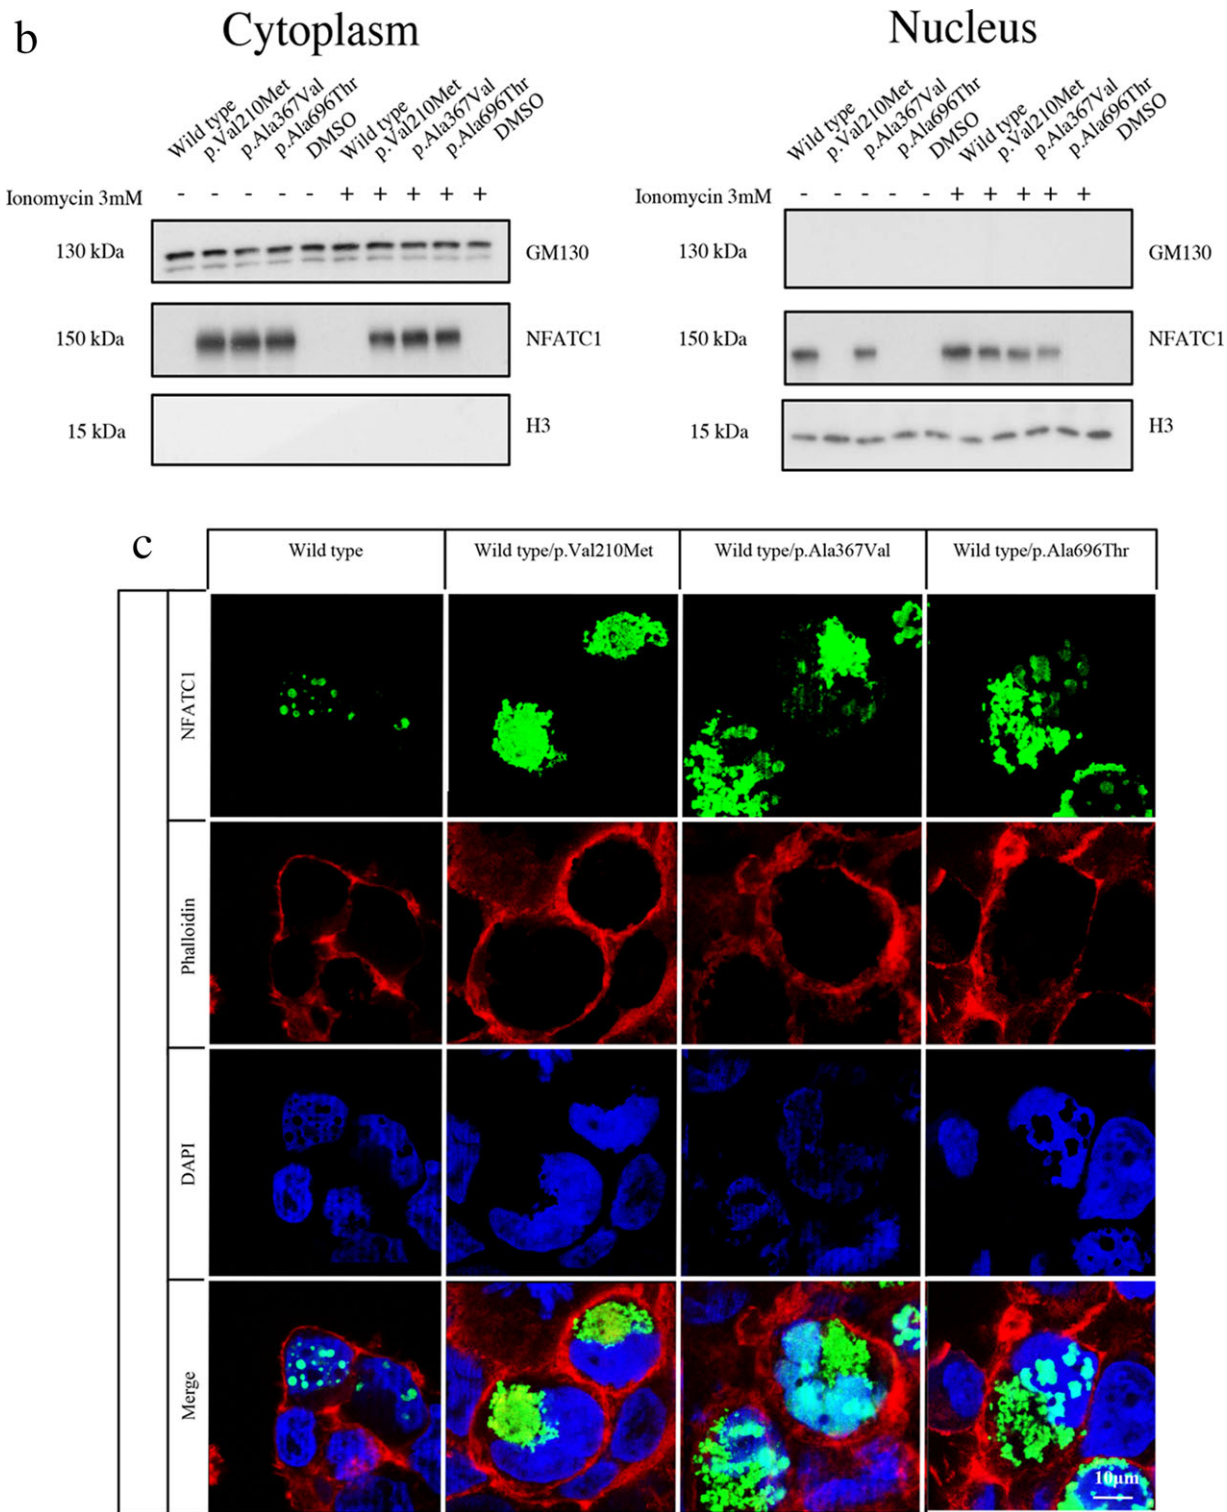 b
Cytoplasm
Wild type
p.Val210Met
p.Ala367Val
p.Ala696Thr
DMSO
Wild type
p.Val210Met
p.Ala367Val
p.Ala696Thr
DMSO
Ionomycin 3mM - - - - - + + + + +
130 kDa GM130
150 kDa NFATC1
15 kDa H3
Nucleus
Wild type
p.Val210Met
p.Ala367Val
p.Ala696Thr
DMSO
Wild type
p.Val210Met
p.Ala367Val
p.Ala696Thr
DMSO
Ionomycin 3mM - - - - + + + + +
130 kDa GM130
150 kDa NFATC1
15 kDa H3
c
Wild type Wild type/p.Val210Met Wild type/p.Ala367Val Wild type/p.Ala696Thr
NFATC1
Phalloidin
DAPI
Merge
10µm